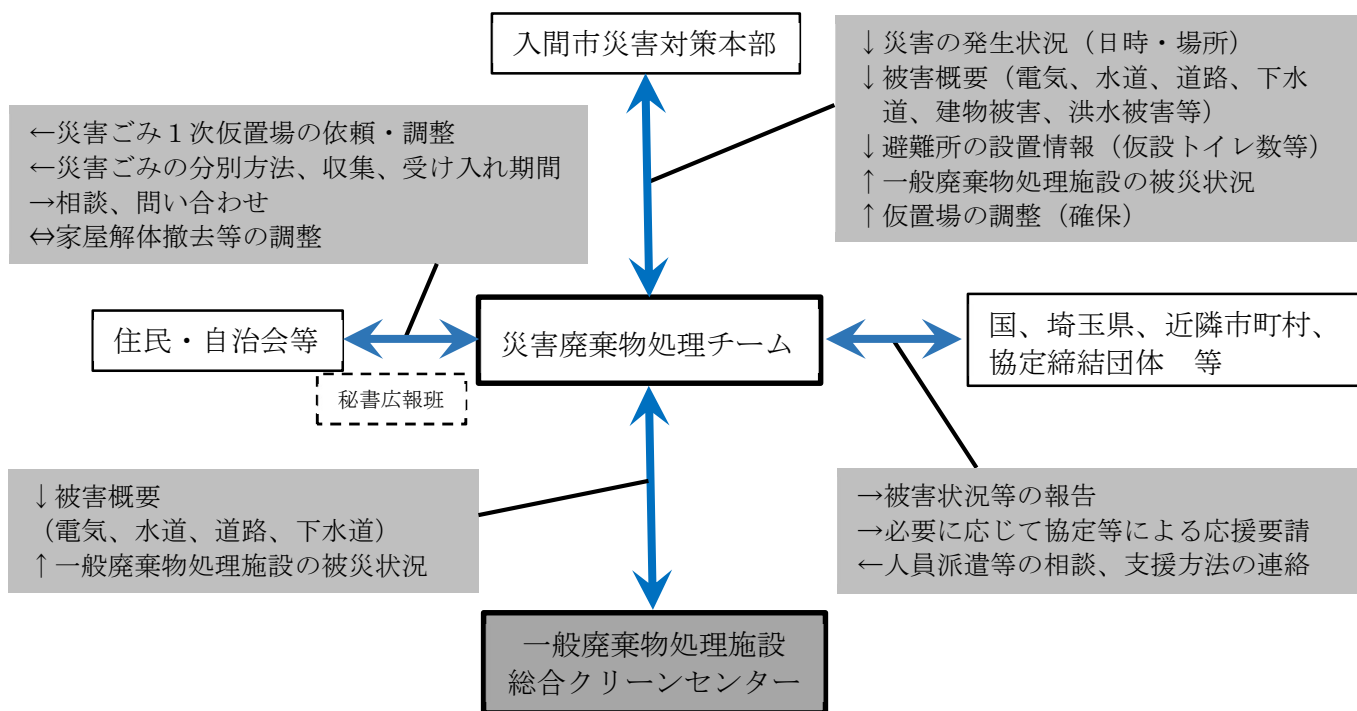 入間市災害対策本部
↓災害の発生状況（日時・場所）
↓被害概要（電気、水道、道路、下水
道、建物被害、洪水被害等）
↓避難所の設置情報（仮設トイレ数等）
↑一般廃棄物処理施設の被災状況
↑仮置場の調整（確保）
←災害ごみ１次仮置場の依頼・調整
←災害ごみの分別方法、収集、受け入れ期間
→相談、問い合わせ
⇔家屋解体撤去等の調整
住民・自治会等
秘書広報班
災害廃棄物処理チーム
国、埼玉県、近隣市町村、
協定締結団体　等
↓被害概要
（電気、水道、道路、下水道）
↑一般廃棄物処理施設の被災状況
→被害状況等の報告
→必要に応じて協定等による応援要請
←人員派遣等の相談、支援方法の連絡
一般廃棄物処理施設
総合クリーンセンター